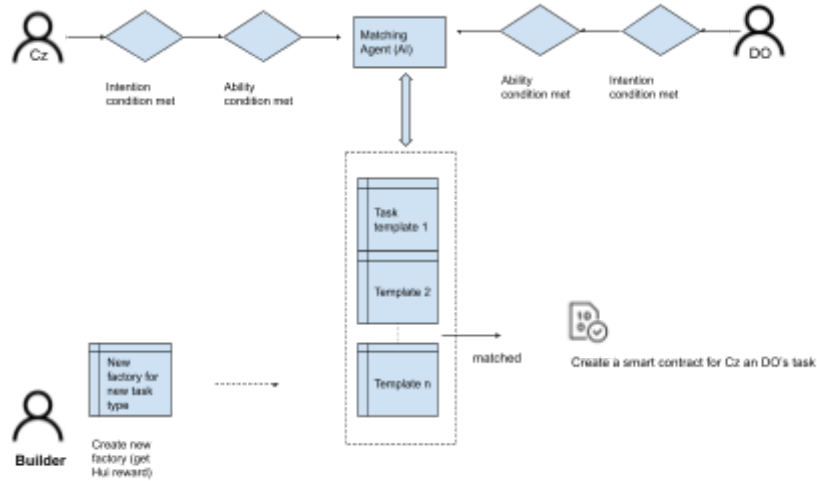 Cz
Matching
Agent (AI)
DO
Intention
condition met
Ability
condition met
Ability
condition met
Intention
condition met
Task
template 1
Template 2
10
0
New
factory for
new task
type
matched
Create a smart contract for Cz an DO's task
Template n
Builder
Create new
factory (get
Hui reward)